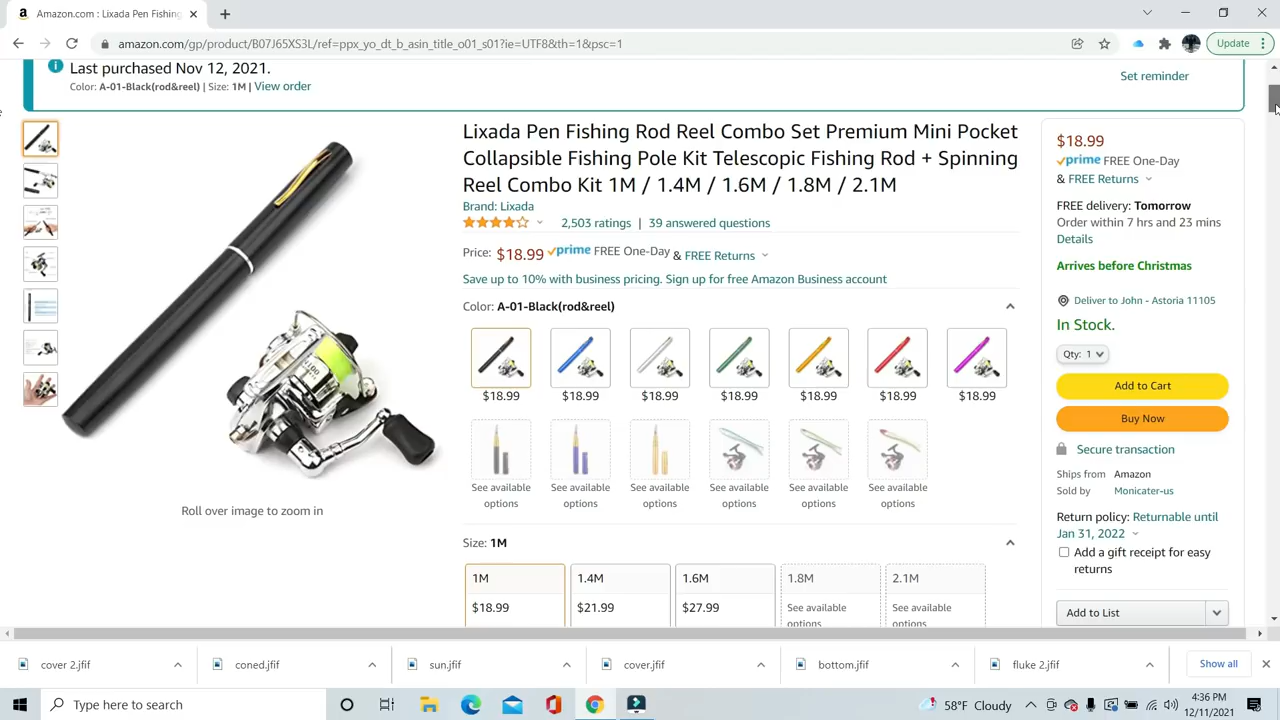 Amazon.com : Lixada Pen Fishing
amazon.com/gp/product/B07J65XS3L/ref=ppx_yo_dt_b_asin_title_o01_s01?ie=UTF8&th=1&psc=1
Update
Last purchased Nov 12, 2021.
Set reminder
Color: A-01-Black(rod&reel) | Size: 1M | View order
Lixada Pen Fishing Rod Reel Combo Set Premium Mini Pocket
Collapsible Fishing Pole Kit Telescopic Fishing Rod + Spinning
Reel Combo Kit 1M / 1.4M / 1.6M / 1.8M / 2.1M
Brand: Lixada
2,503 ratings | 39 answered questions
Price: $18.99 prime FREE One-Day & FREE Returns
Save up to 10% with business pricing. Sign up for free Amazon Business account
Color: A-01-Black(rod&reel)
$18.99 $18.99 $18.99 $18.99 $18.99 $18.99 $18.99
See available See available See available See available See available See available
options options options options options options
Size: 1M
1M 1.4M 1.6M 1.8M 2.1M
$18.99 $21.99 $27.99 See available See available
options options
Roll over image to zoom in
$18.99
prime FREE One-Day
& FREE Returns
FREE delivery: Tomorrow
Order within 7 hrs and 23 mins
Details
Arrives before Christmas
Deliver to John - Astoria 11105
In Stock.
Qty: 1
Add to Cart
Buy Now
Secure transaction
Ships from Amazon
Sold by Monicater-us
Return policy: Returnable until
Jan 31, 2022
Add a gift receipt for easy
returns
Add to List
cover 2.jfif coned.jfif sun.jfif cover.jfif bottom.jfif fluke 2.jfif Show all
Type here to search
58°F Cloudy
4:36 PM
12/11/2021